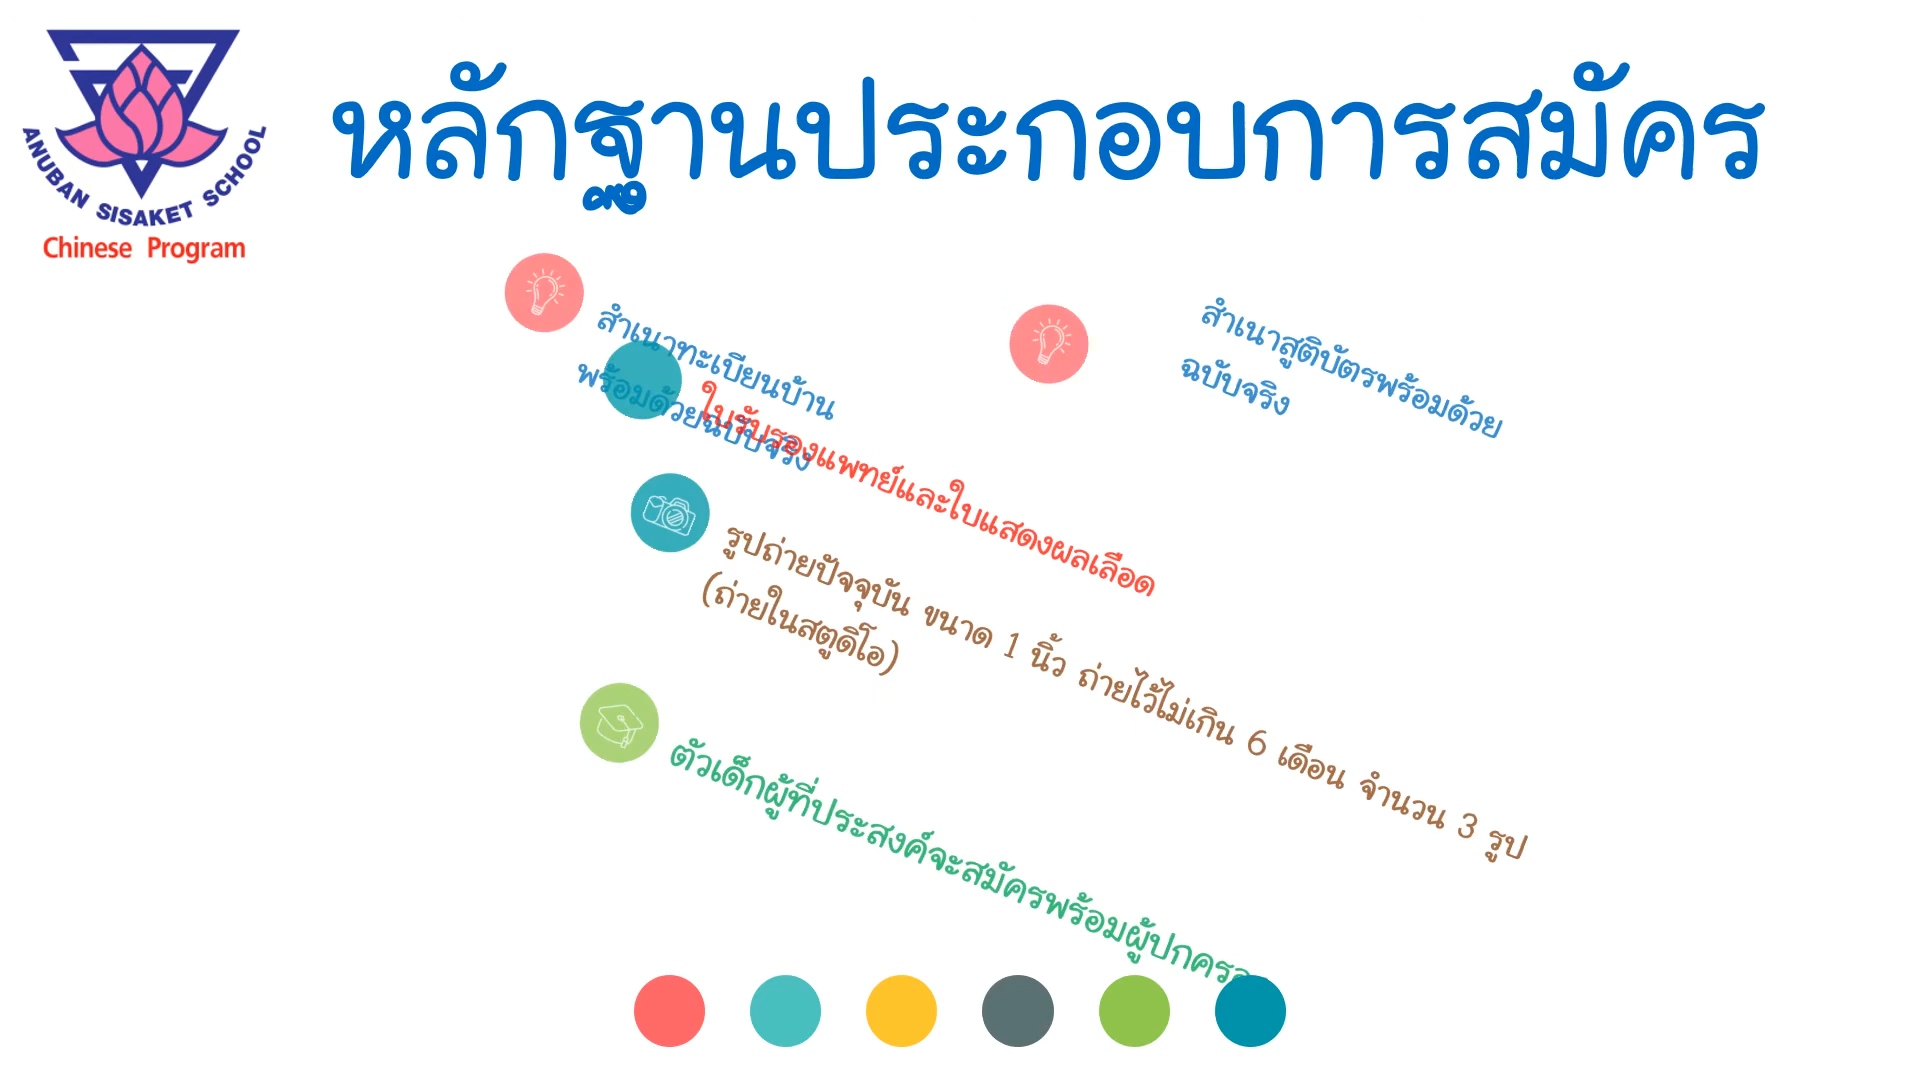 ANUBAN SISAKET SCHOOL
Chinese Program
หลักฐานประกอบการสมัคร
สำเนาทะเบียนบ้าน
พร้อมด้วยฉบับจริง
สำเนาสูติบัตรพร้อมด้วย
ฉบับจริง
ใบรับรองแพทย์และใบแสดงผลเลือด
รูปถ่ายปัจจุบัน ขนาด 1 นิ้ว ถ่ายไว้ไม่เกิน 6 เดือน จำนวน 3 รูป
(ถ่ายในสตูดิโอ)
ตัวเด็กผู้ที่ประสงค์จะสมัครพร้อมผู้ปกครอง